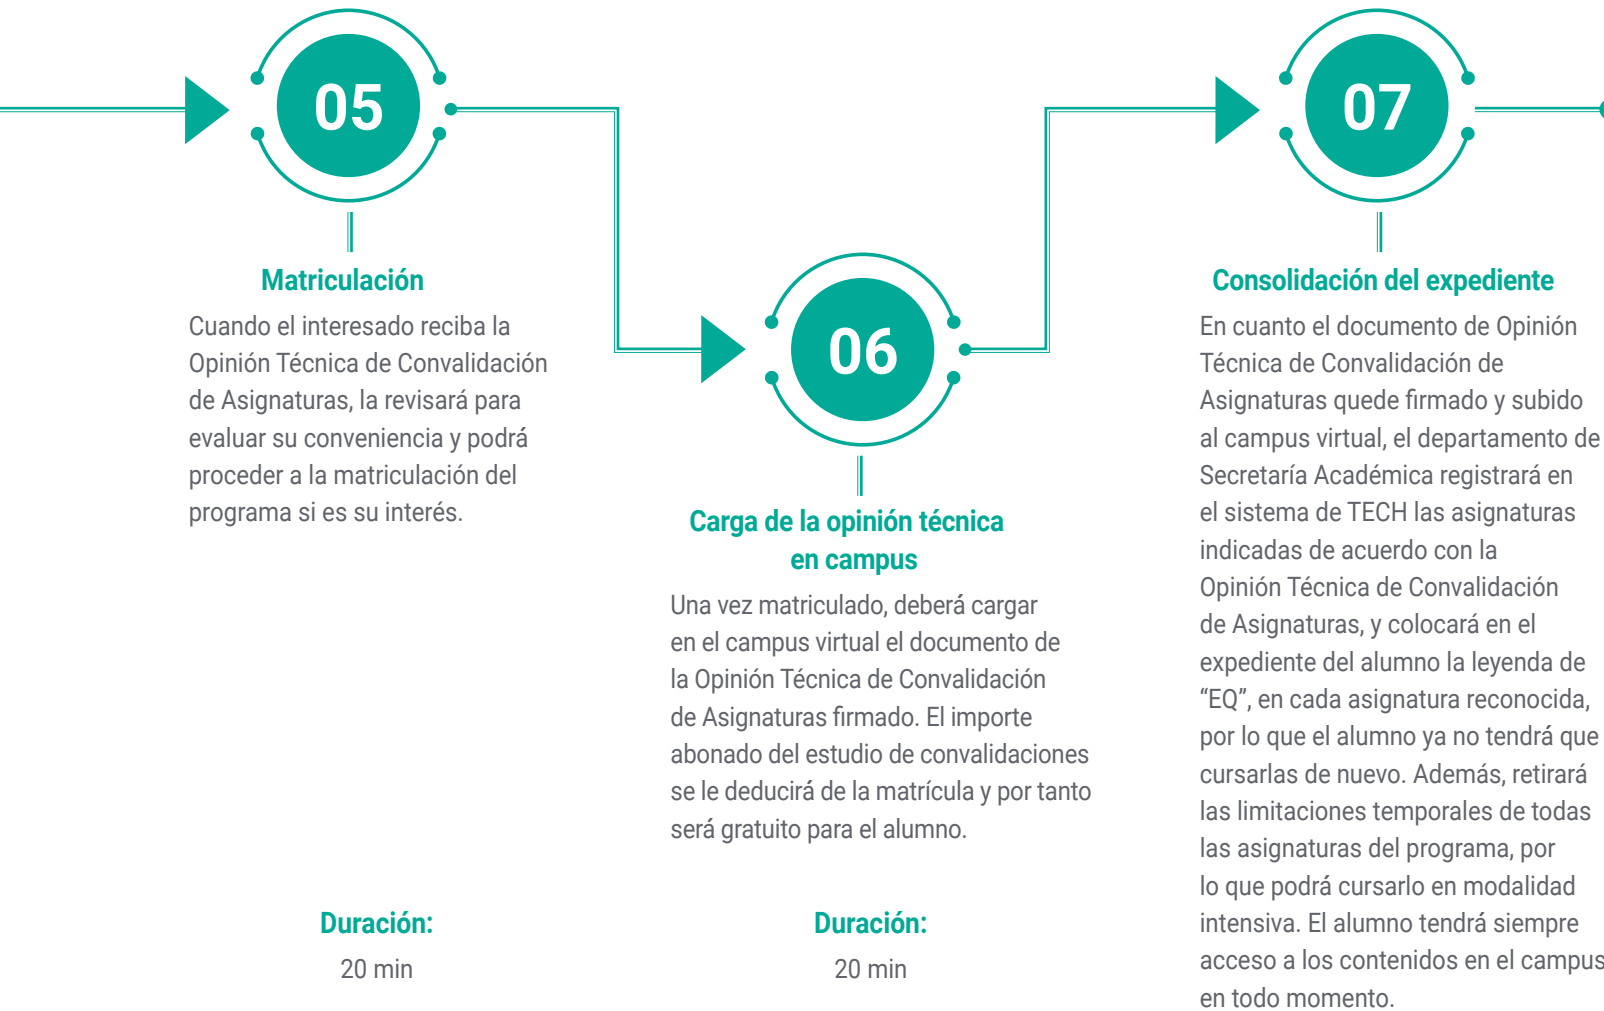 05
Matriculación
Cuando el interesado reciba la
Opinión Técnica de Convalidación
de Asignaturas, la revisará para
evaluar su conveniencia y podrá
proceder a la matriculación del
programa si es su interés.
Duración:
20 min
06
Carga de la opinión técnica
en campus
Una vez matriculado, deberá cargar
en el campus virtual el documento de
la Opinión Técnica de Convalidación
de Asignaturas firmado. El importe
abonado del estudio de convalidaciones
se le deducirá de la matrícula y por tanto
será gratuito para el alumno.
Duración:
20 min
07
Consolidación del expediente
En cuanto el documento de Opinión
Técnica de Convalidación de
Asignaturas quede firmado y subido
al campus virtual, el departamento de
Secretaría Académica registrará en
el sistema de TECH las asignaturas
indicadas de acuerdo con la
Opinión Técnica de Convalidación
de Asignaturas, y colocará en el
expediente del alumno la leyenda de
“EQ”, en cada asignatura reconocida,
por lo que el alumno ya no tendrá que
cursarlas de nuevo. Además, retirará
las limitaciones temporales de todas
las asignaturas del programa, por
lo que podrá cursarlo en modalidad
intensiva. El alumno tendrá siempre
acceso a los contenidos en el campus
en todo momento.